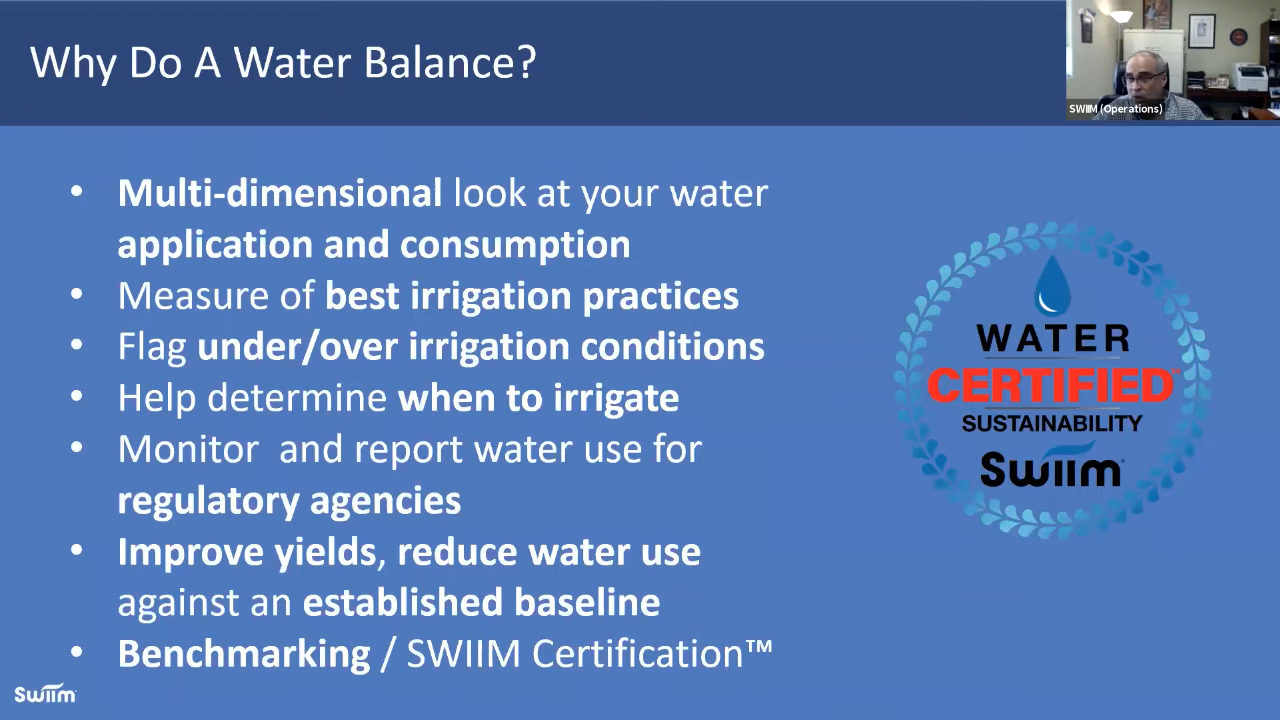 Why Do A Water Balance?
SWIIM (Operations)
• Multi-dimensional look at your water
application and consumption
• Measure of best irrigation practices
• Flag under/over irrigation conditions
• Help determine when to irrigate
• Monitor  and report water use for
regulatory agencies
• Improve yields, reduce water use
against an established baseline
• Benchmarking / SWIIM Certification™
WATER
CERTIFIED™
SUSTAINABILITY
Swiim
Swiim